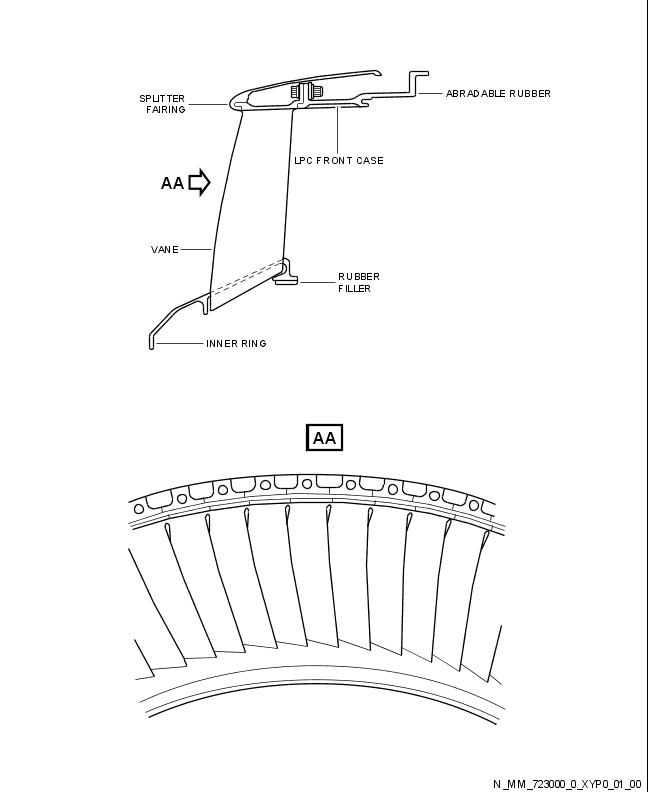 SPLITTER
FAIRING
ABRADABLE RUBBER
LPC FRONT CASE
AA
VANE
RUBBER
FILLER
INNER RING
AA
N_MM_723000_0_XYP0_01_00